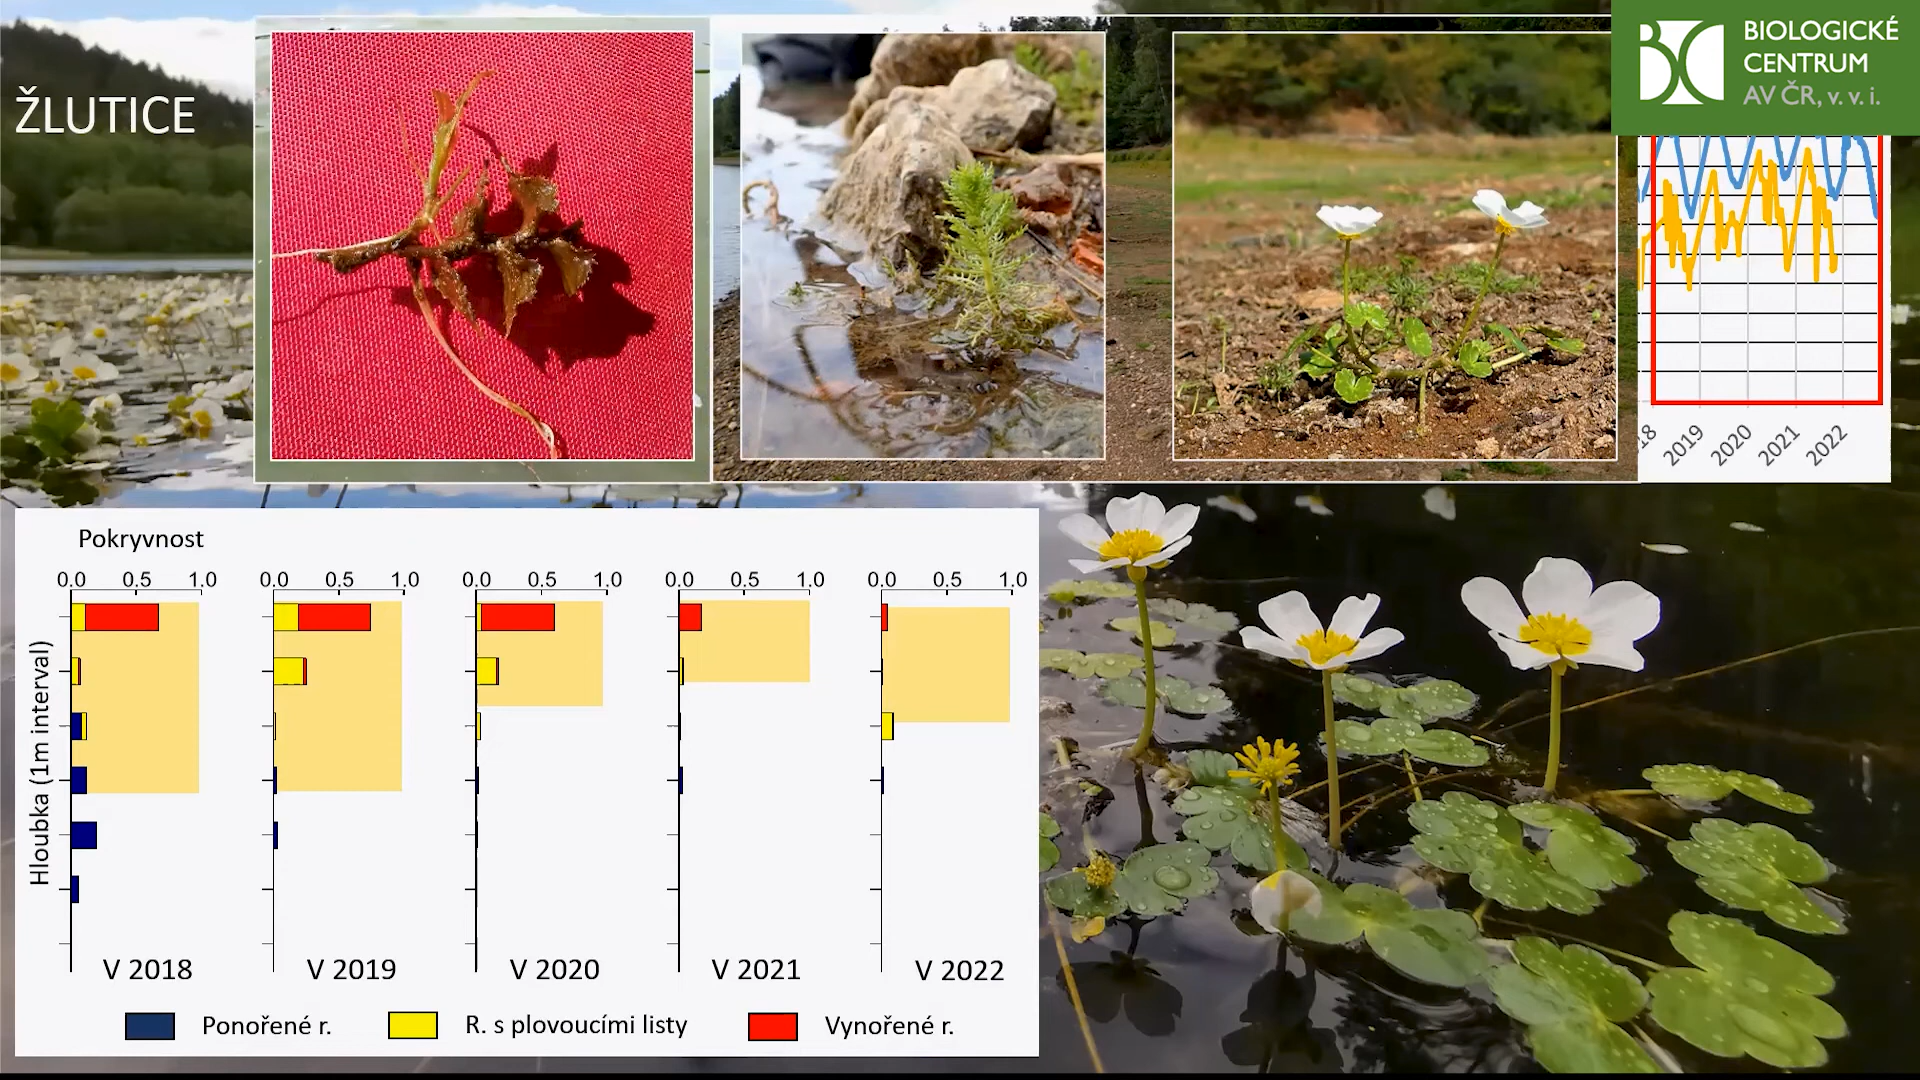 ŽLUTICE
BIOLOGICKÉ
CENTRUM
AV ČR, v. v. i.
18 2019 2020 2021 2022
Pokryvnost
0.0 0.5 1.0 0.0 0.5 1.0 0.0 0.5 1.0 0.0 0.5 1.0 0.0 0.5 1.0
Hloubka (1m interval)
V 2018 V 2019 V 2020 V 2021 V 2022
Ponořené r. R. s plovoucími listy Vynořené r.